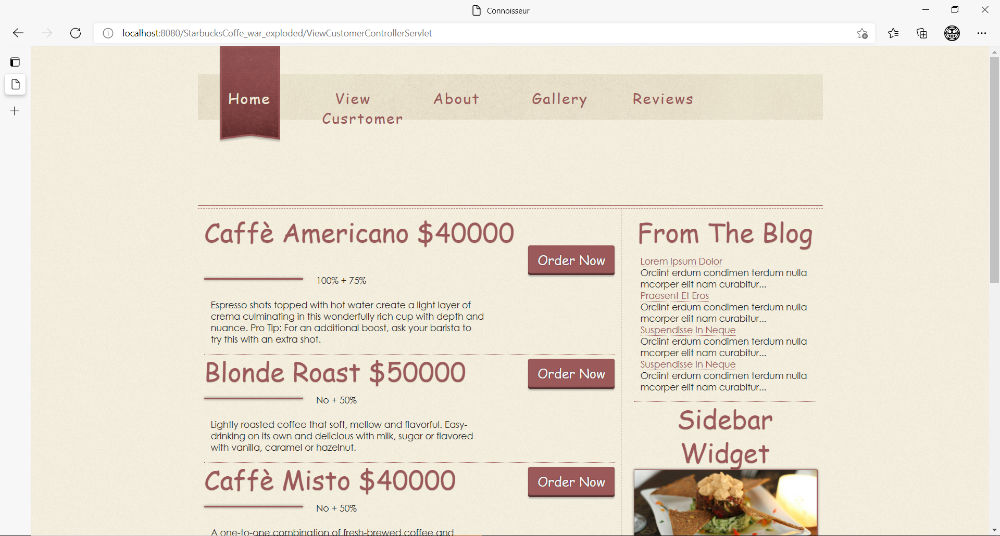 Connoisseur
localhost:8080/StarbucksCoffe_war_exploded/ViewCustomerControllerServlet
Home
View
Cusrtomer
About
Gallery
Reviews
Caffè Americano $40000
Order Now
100% + 75%
Espresso shots topped with hot water create a light layer of
crema culminating in this wonderfully rich cup with depth and
nuance. Pro Tip: For an additional boost, ask your barista to
try this with an extra shot.
Blonde Roast $50000
Order Now
No + 50%
Lightly roasted coffee that soft, mellow and flavorful. Easy-
drinking on its own and delicious with milk, sugar or flavored
with vanilla, caramel or hazelnut.
Caffè Misto $40000
Order Now
No + 50%
A one-to-one combination of fresh-brewed coffee and
From The Blog
Lorem Ipsum Dolor
Orciint erdum condimen terdum nulla
mcorper elit nam curabitur...
Praesent Et Eros
Orciint erdum condimen terdum nulla
mcorper elit nam curabitur...
Suspendisse In Neque
Orciint erdum condimen terdum nulla
mcorper elit nam curabitur...
Suspendisse In Neque
Orciint erdum condimen terdum nulla
mcorper elit nam curabitur...
Sidebar
Widget